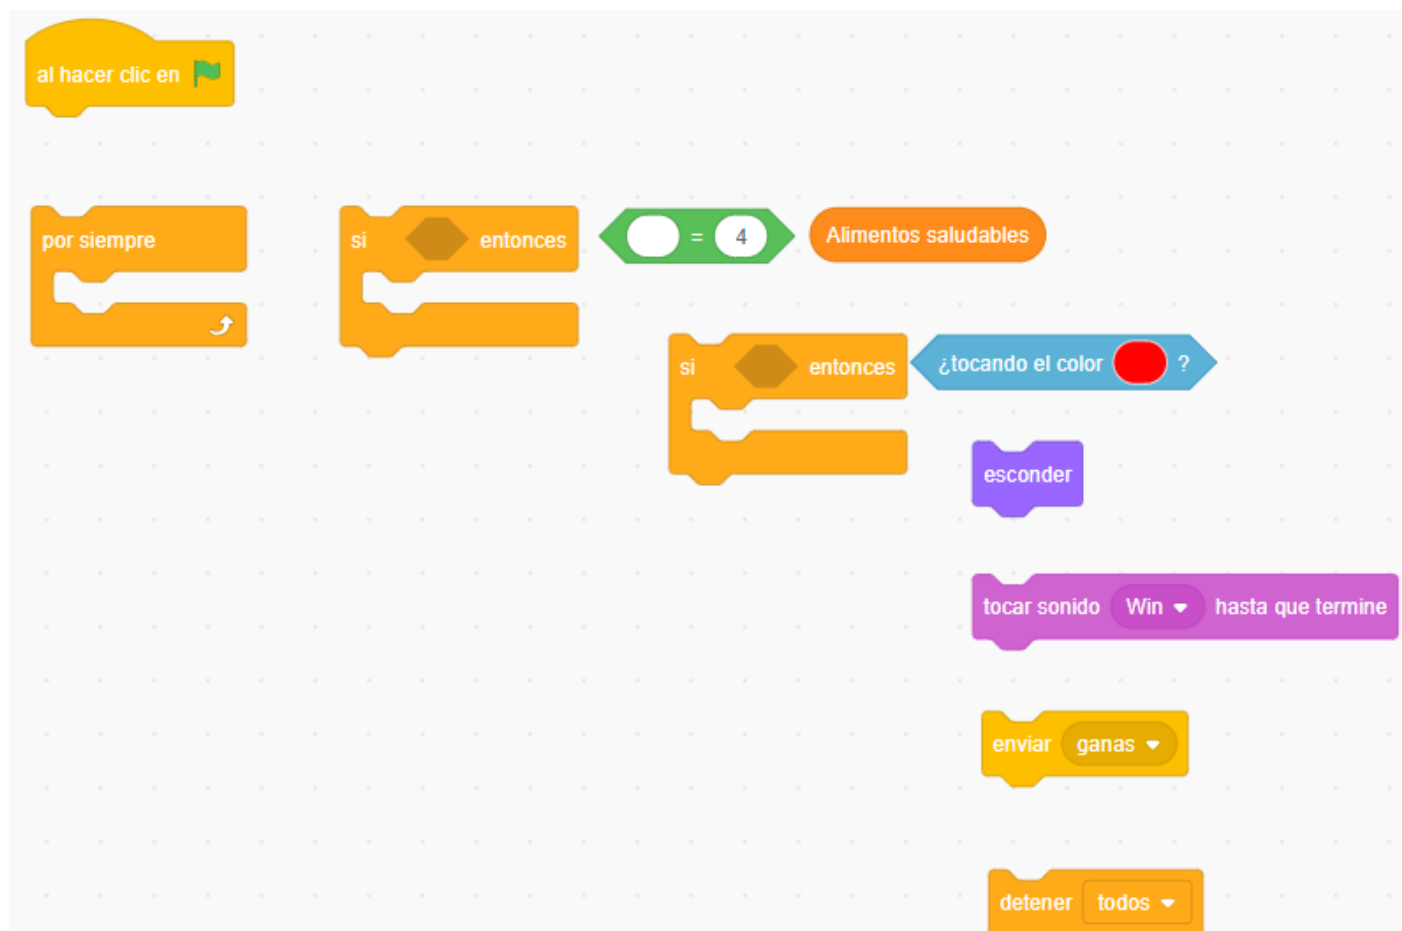 al hacer clic en
por siempre
si entonces
= 4
Alimentos saludables
si entonces
¿tocando el color ?
esconder
tocar sonido Win hasta que termine
enviar ganas
detener todos